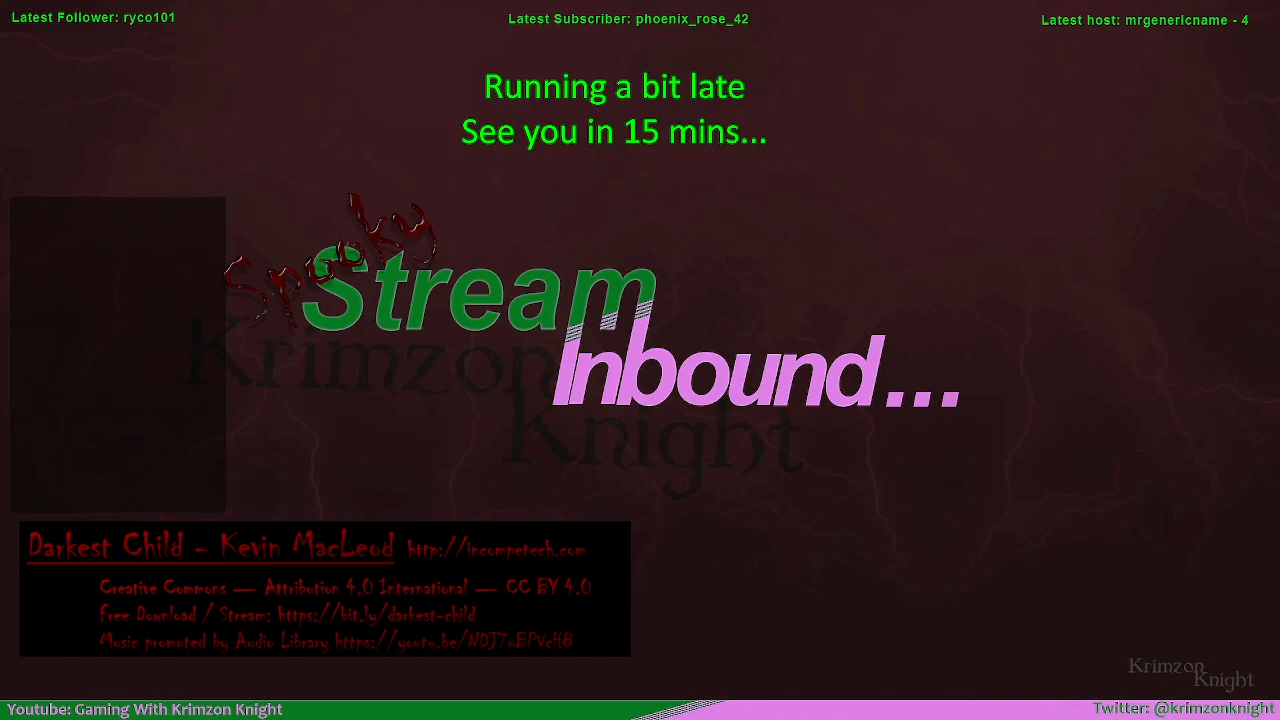 Latest Follower: ryco101
Latest Subscriber: phoenix_rose_42
Latest host: mrgenericname - 4
Running a bit late
See you in 15 mins...
Spooky
Stream
Inbound...
Krimzon
Knight
Darkest Child - Kevin MacLeod http://incompetech.com
Creative Commons — Attribution 4.0 International — CC BY 4.0
Free Download / Stream: https://bit.ly/darkest-child
Music promoted by Audio Library
Krimzon
Knight
Youtube: Gaming With Krimzon Knight
Twitter: @krimzonknight